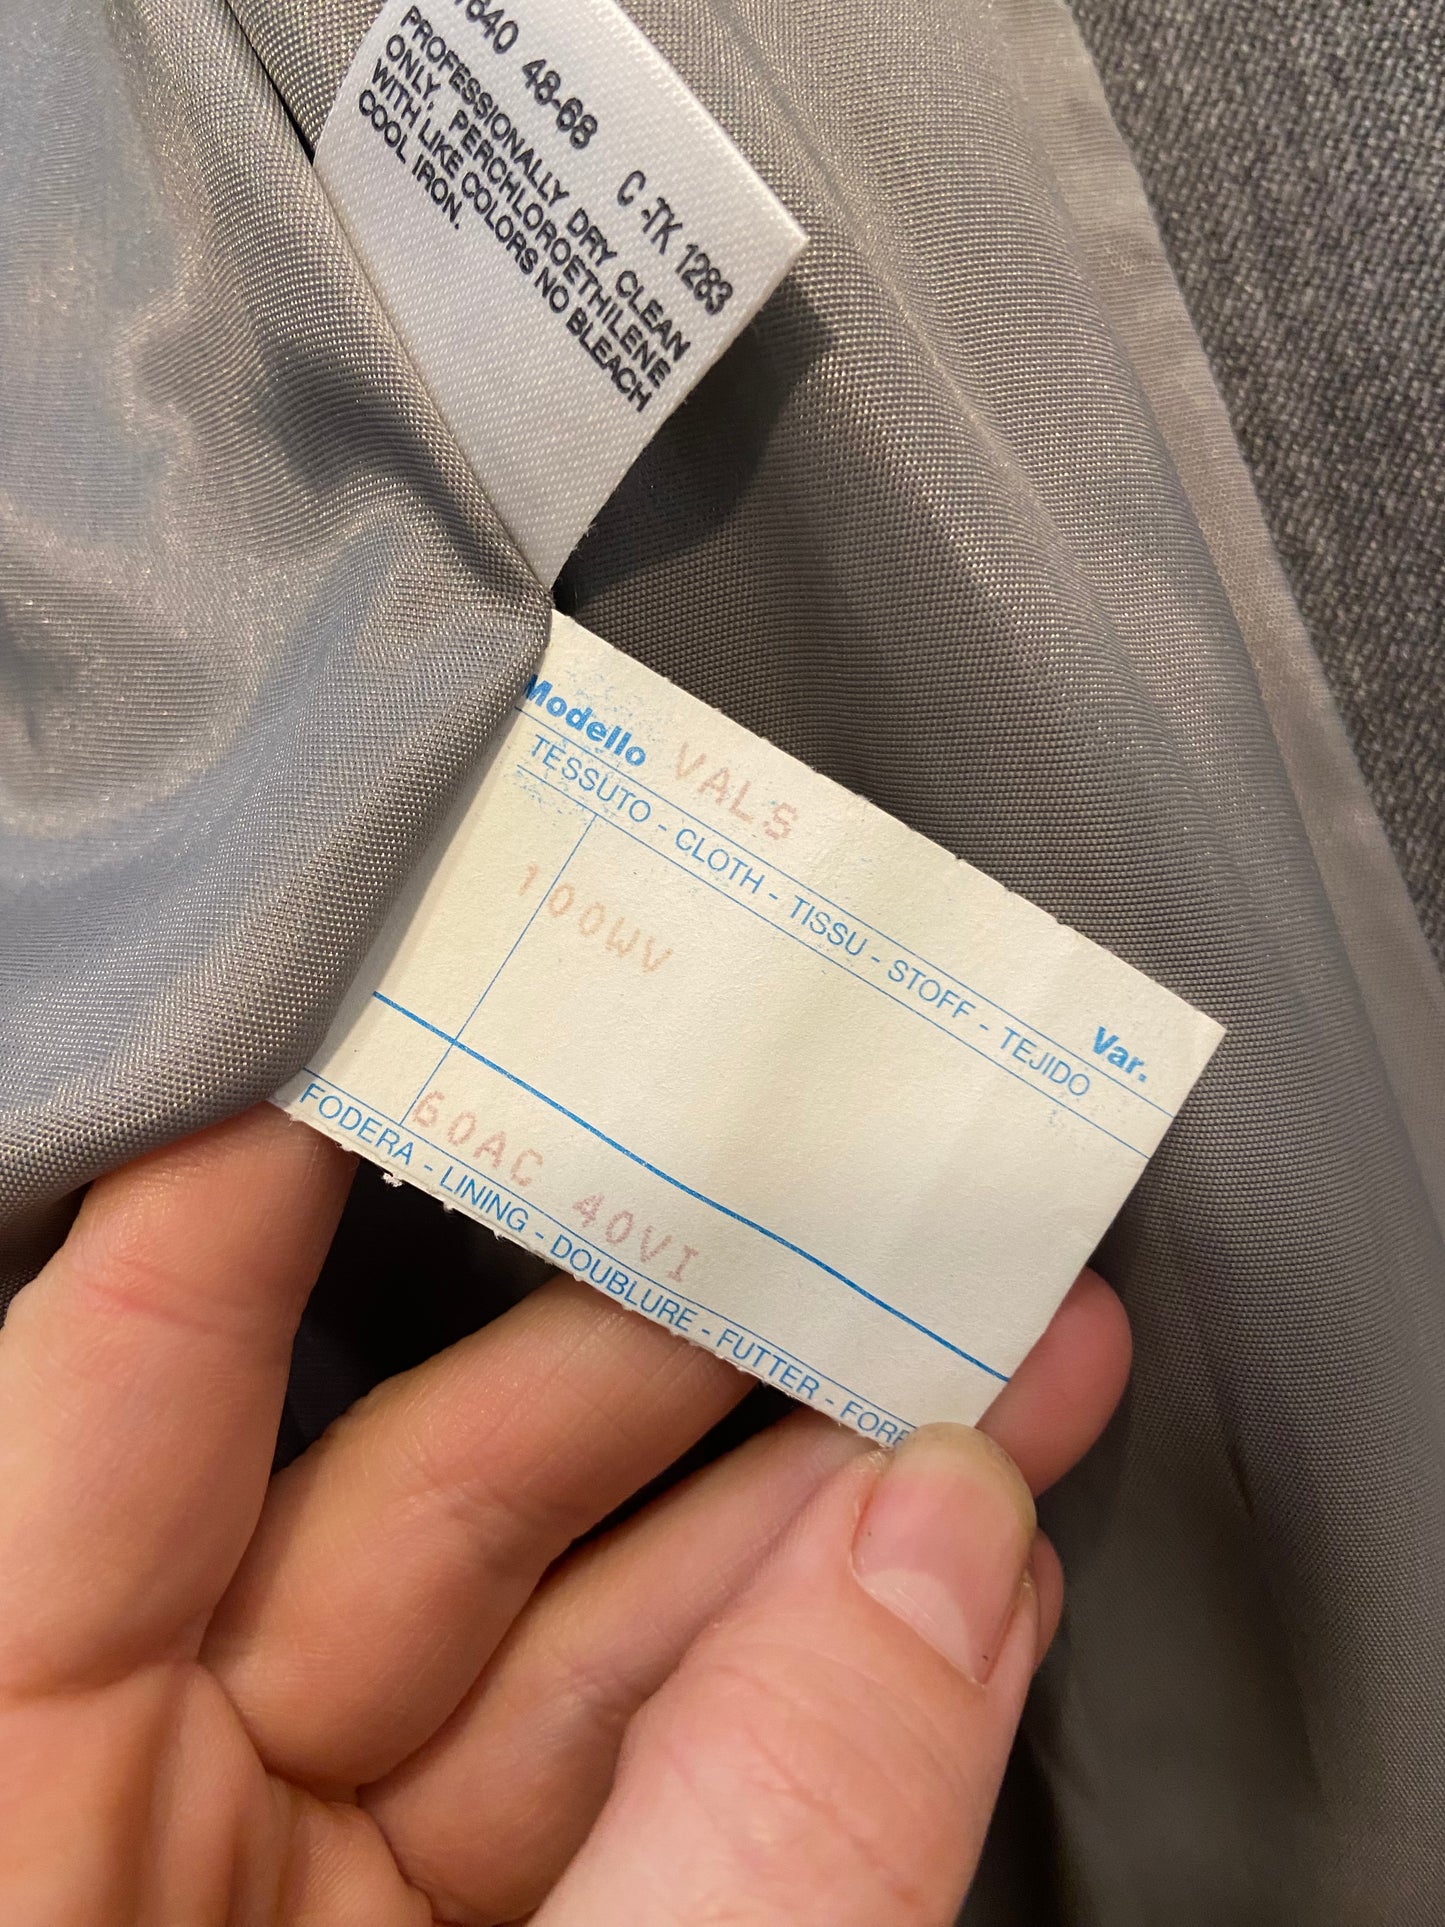 48-68 C-TK 1283
PROFESSIONALLY DRY CLEAN
ONLY, PERCHLOROETHILENE
WITH LIKE COLORS NO BLEACH
COOL IRON.
Modello VALS Var.
TESSUTO - CLOTH - TISSU - STOFF - TEJIDO
100WV
60AC 40VI
FODERA - LINING - DOUBLURE - FUTTER -